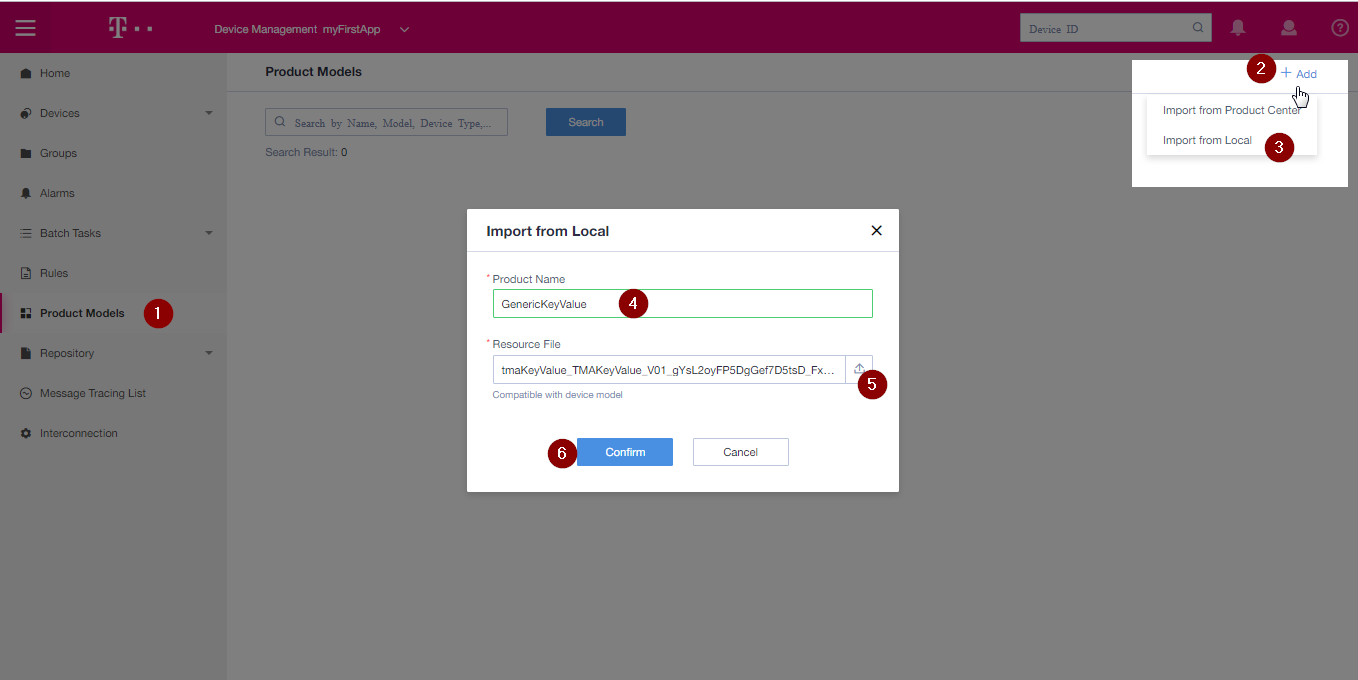 T
Device Management myFirstApp
Device ID
Home
Devices
Groups
Alarms
Batch Tasks
Rules
Product Models
1
Repository
Message Tracing List
Interconnection
Product Models
Search by Name, Model, Device Type,...
Search
Search Result: 0
2
+ Add
Import from Product Center
Import from Local
3
Import from Local
* Product Name
GenericKeyValue
4
* Resource File
tmaKeyValue_TMAKeyValue_V01_gYsL2oyFP5DgGef7D5tsD_Fx...
5
Compatible with device model
6
Confirm
Cancel